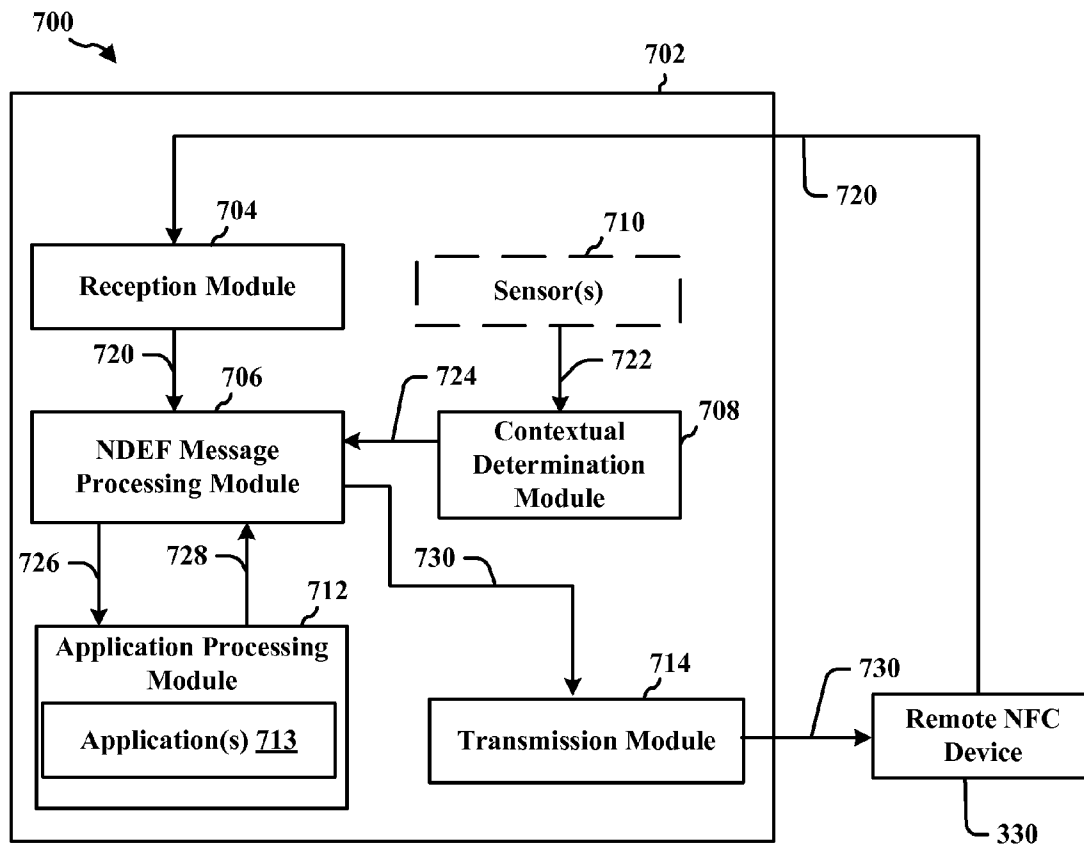 700
702
720
704
Reception Module
710
Sensor(s)
720
722
706
724
NDEF Message
Processing Module
Contextual
Determination
Module
708
726
728
730
712
Application Processing
Module
Application(s) 713
714
Transmission Module
730
Remote NFC
Device
330